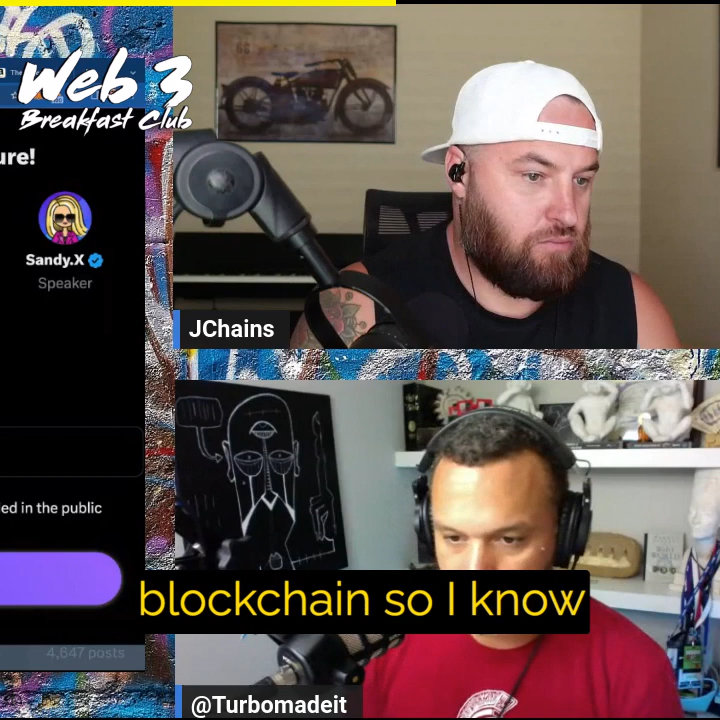 The
Web 3
Breakfast Club
ure!
Sandy.X
Speaker
JChains
ed in the public
blockchain so I know
4,647 posts
@Turbomadeit